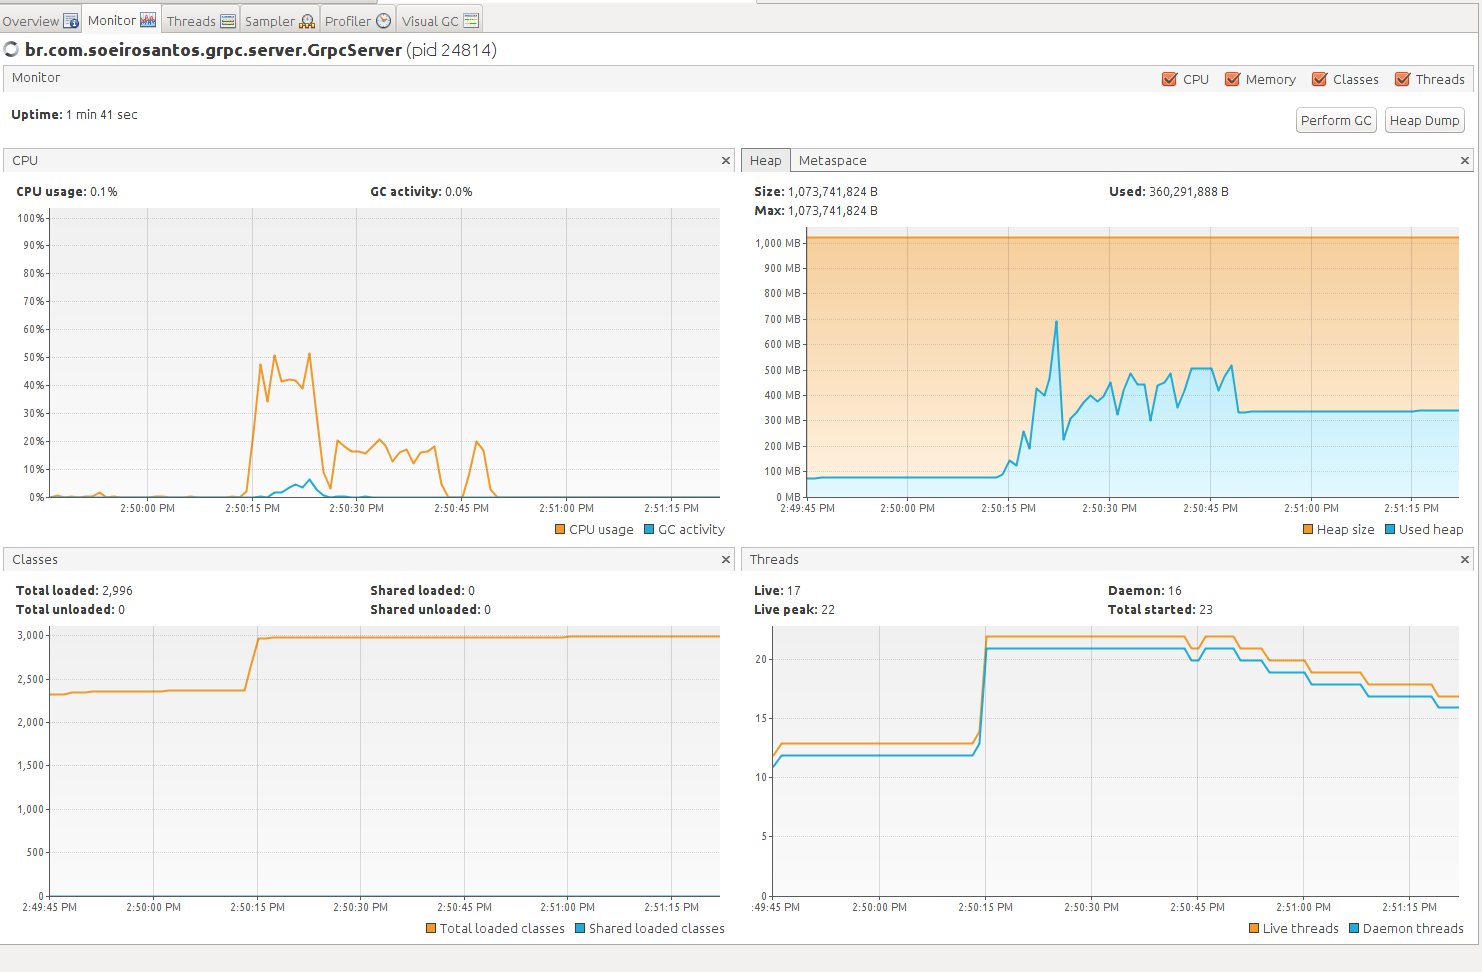 Overview Monitor Threads Sampler Profiler Visual GC
br.com.soeirosantos.grpc.server.GrpcServer (pid 24814)
Monitor
CPU Memory Classes Threads
Uptime: 1 min 41 sec
Perform GC Heap Dump
CPU
CPU usage: 0.1% GC activity: 0.0%
100%
90%
80%
70%
60%
50%
40%
30%
20%
10%
0%
2:50:00 PM 2:50:15 PM 2:50:30 PM 2:50:45 PM 2:51:00 PM 2:51:15 PM
CPU usage GC activity
Heap Metaspace
Size: 1,073,741,824 B Used: 360,291,888 B
Max: 1,073,741,824 B
1,000 MB
900 MB
800 MB
700 MB
600 MB
500 MB
400 MB
300 MB
200 MB
100 MB
0 MB
2:49:45 PM 2:50:00 PM 2:50:15 PM 2:50:30 PM 2:50:45 PM 2:51:00 PM 2:51:15 PM
Heap size Used heap
Classes
Total loaded: 2,996 Shared loaded: 0
Total unloaded: 0 Shared unloaded: 0
3,000
2,500
2,000
1,500
1,000
500
0
2:49:45 PM 2:50:00 PM 2:50:15 PM 2:50:30 PM 2:50:45 PM 2:51:00 PM 2:51:15 PM
Total loaded classes Shared loaded classes
Threads
Live: 17 Daemon: 16
Live peak: 22 Total started: 23
20
15
10
5
0
:49:45 PM 2:50:00 PM 2:50:15 PM 2:50:30 PM 2:50:45 PM 2:51:00 PM 2:51:15 PM
Live threads Daemon threads